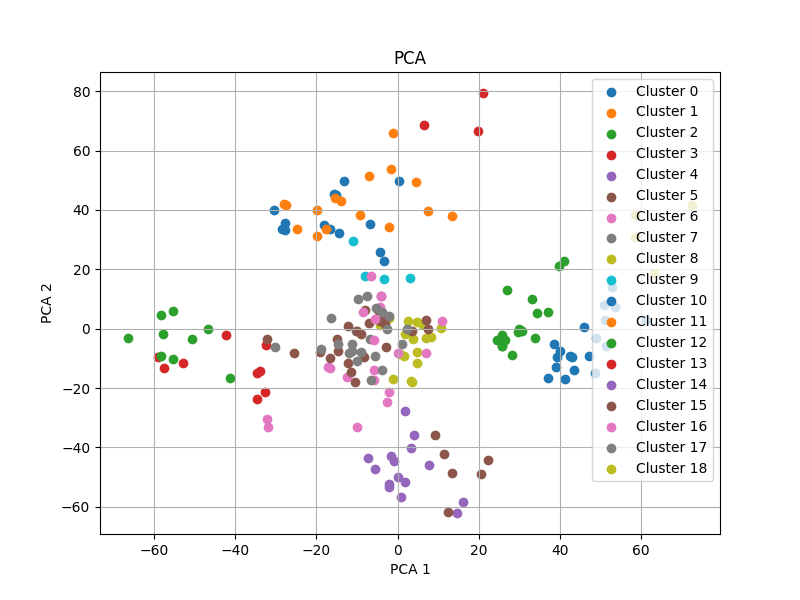 PCA
80
60
40
20
0
−20
−40
−60
PCA 2
−60
−40
−20
0
20
40
60
PCA 1
Cluster 0
Cluster 1
Cluster 2
Cluster 3
Cluster 4
Cluster 5
Cluster 6
Cluster 7
Cluster 8
Cluster 9
Cluster 10
Cluster 11
Cluster 12
Cluster 13
Cluster 14
Cluster 15
Cluster 16
Cluster 17
Cluster 18